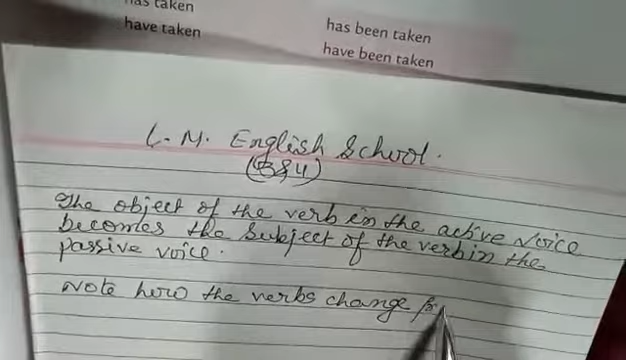 has taken
have taken
has been taken
have been taken
L. M. English School.
The object of the verb in the active voice
becomes the subject of the verb in the
passive voice.
Note how the verbs change